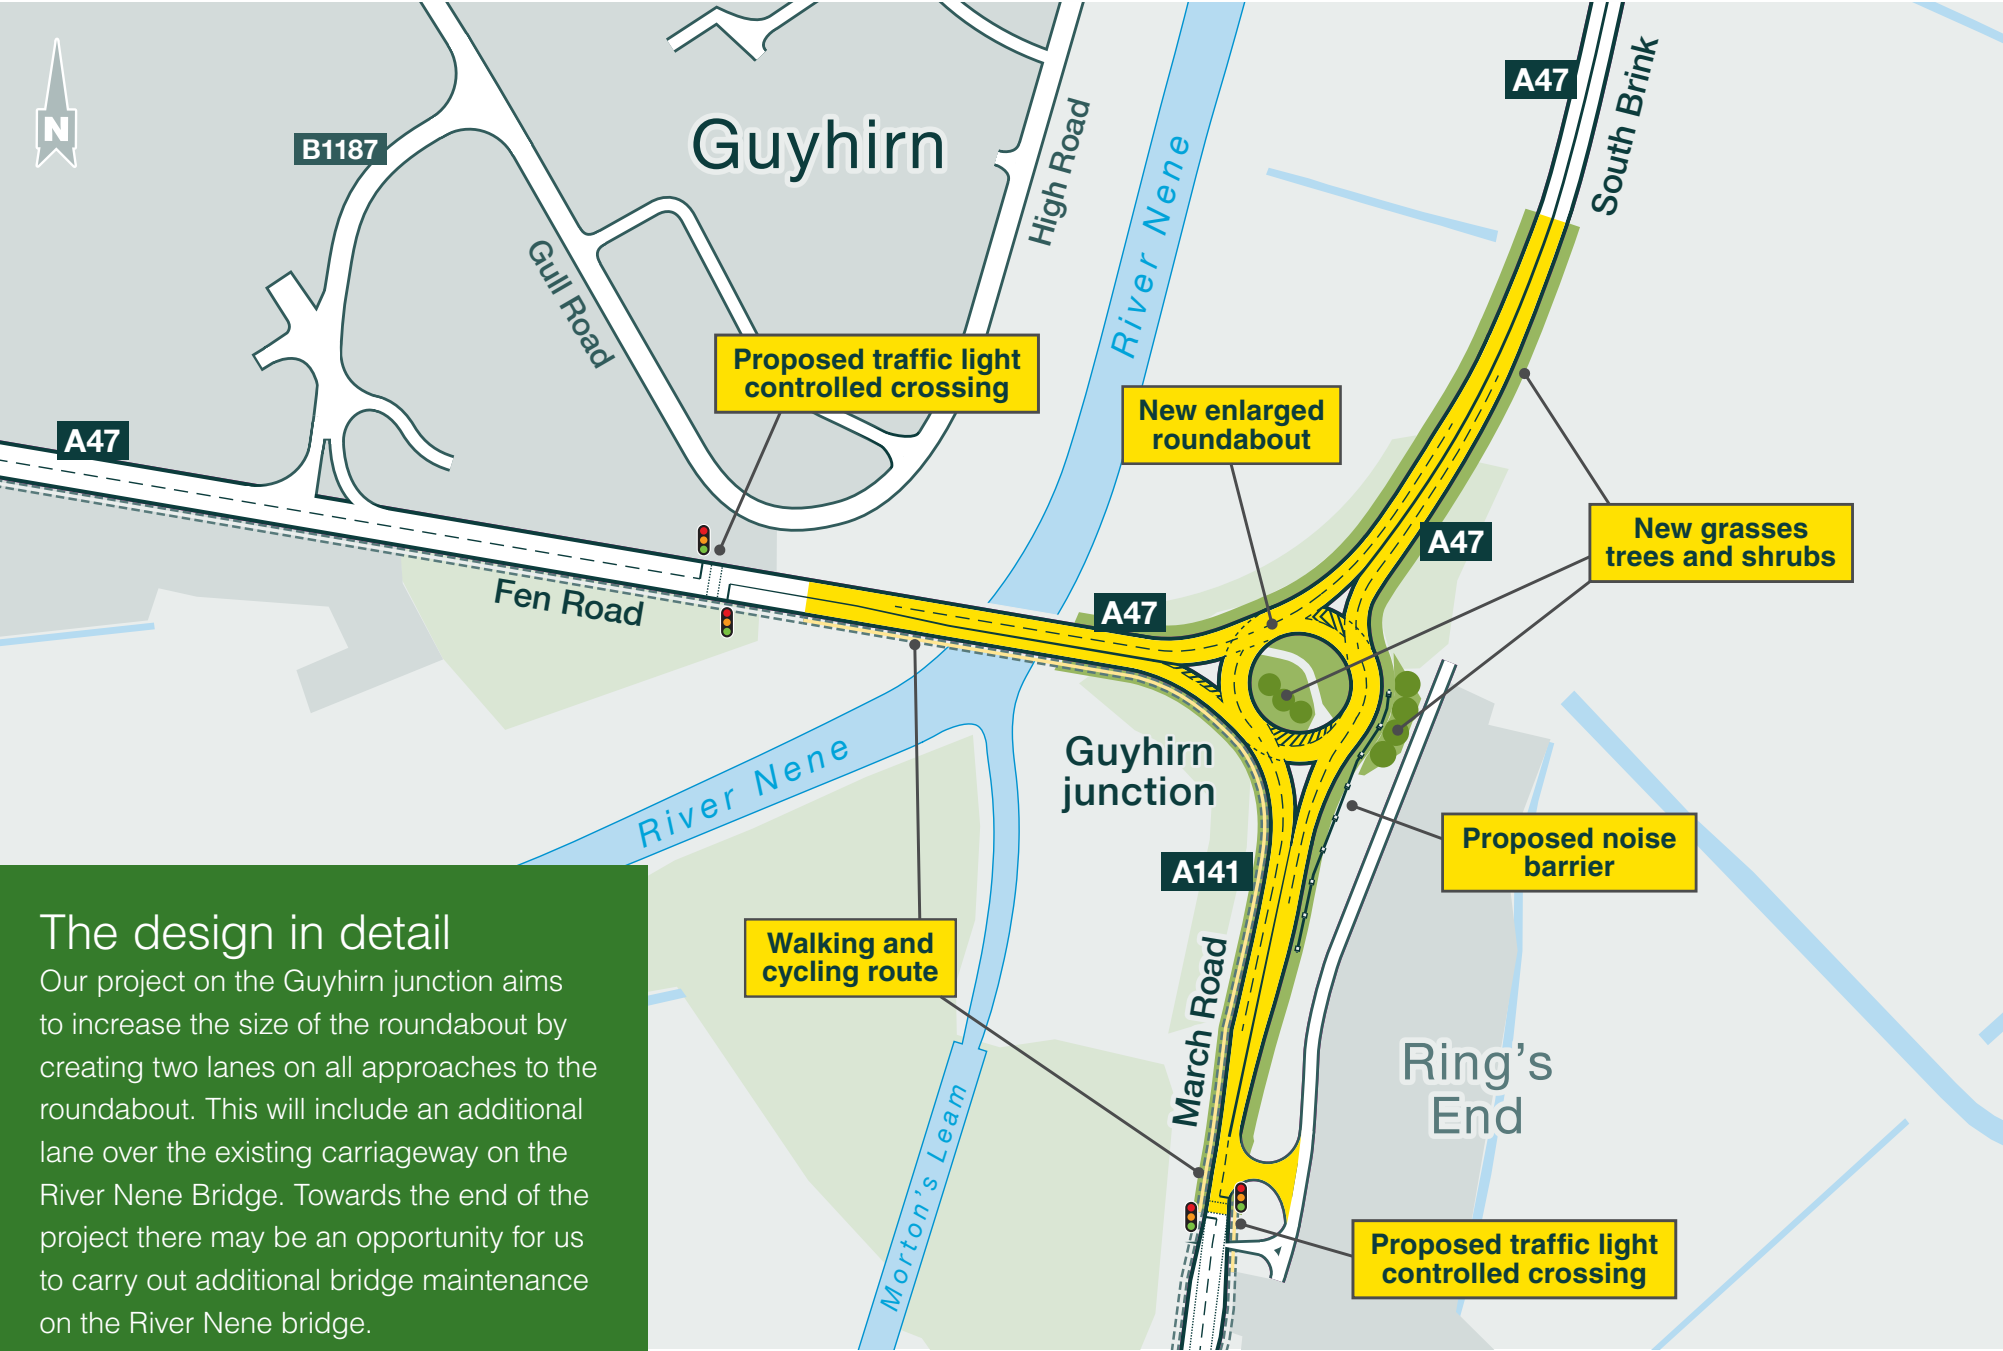 N
B1187
Guyhirn
High Road
River Nene
A47
South Brink
Gull Road
Proposed traffic light
controlled crossing
New enlarged
roundabout
A47
A47
New grasses
trees and shrubs
Fen Road
A47
Guyhirn
junction
River Nene
Proposed noise
barrier
A141
Walking and
cycling route
March Road
Ring's
End
Morton's Leam
Proposed traffic light
controlled crossing
The design in detail
Our project on the Guyhirn junction aims
to increase the size of the roundabout by
creating two lanes on all approaches to the
roundabout. This will include an additional
lane over the existing carriageway on the
River Nene Bridge. Towards the end of the
project there may be an opportunity for us
to carry out additional bridge maintenance
on the River Nene bridge.